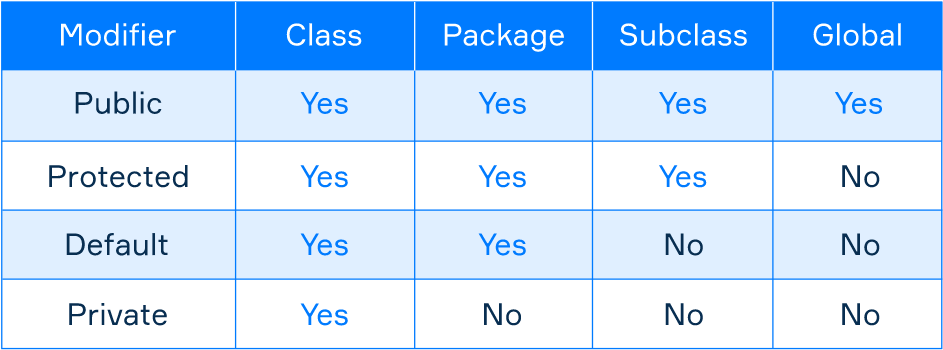 Modifier Class Package Subclass Global
Public Yes Yes Yes Yes
Protected Yes Yes Yes No
Default Yes Yes No No
Private Yes No No No